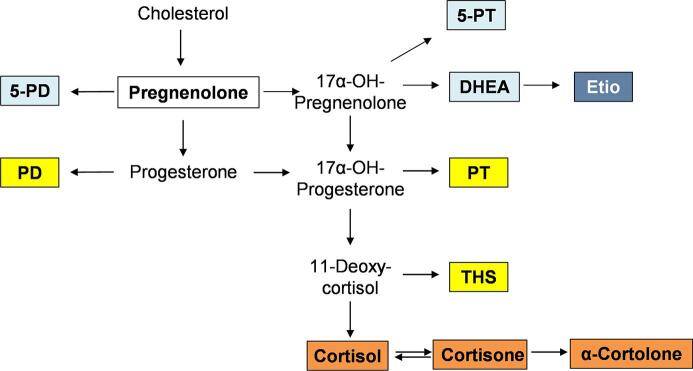 Cholesterol
5-PT
5-PD
Pregnenolone
17α-OH-
Pregnenolone
DHEA
Etio
PD
Progesterone
17α-OH-
Progesterone
PT
11-Deoxy-
cortisol
THS
Cortisol
Cortisone
α-Cortolone